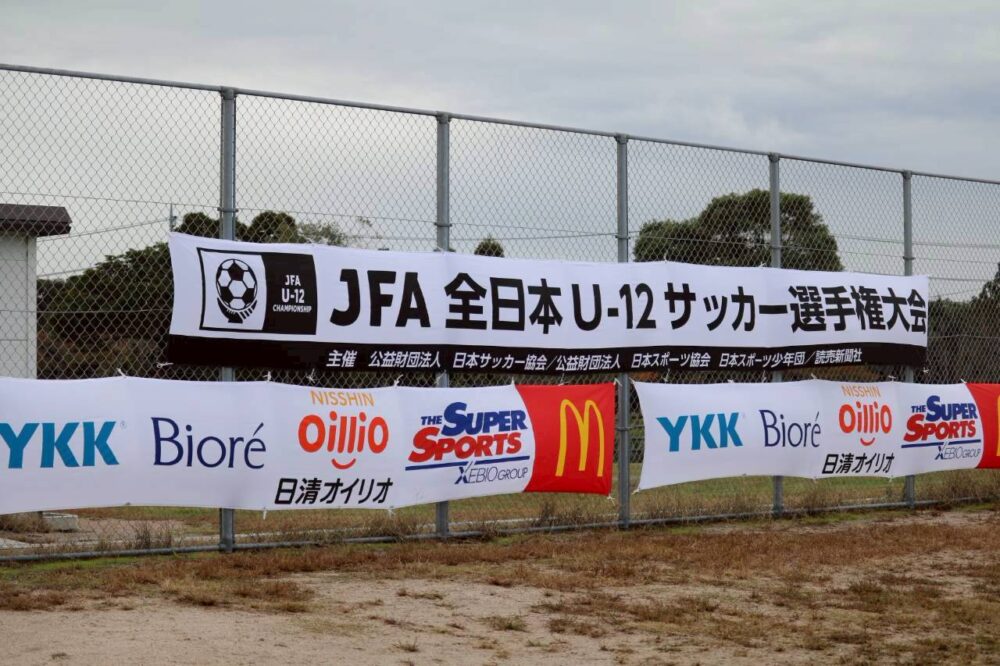 JFA
U-12
CHAMPIONSHIP
JFA 全日本 U-12 サッカー選手権大会
主催 公益財団法人 日本サッカー協会/公益財団法人 日本スポーツ協会 日本スポーツ少年団/読売新聞社
YKK
Bioré
NISSHIN
Oillio
日清オイリオ
THE SUPER
SPORTS
XEBIO GROUP
M
YKK
Bioré
NISSHIN
Oillio
日清オイリオ
THE SUPER
SPORTS
XEBIO GROUP